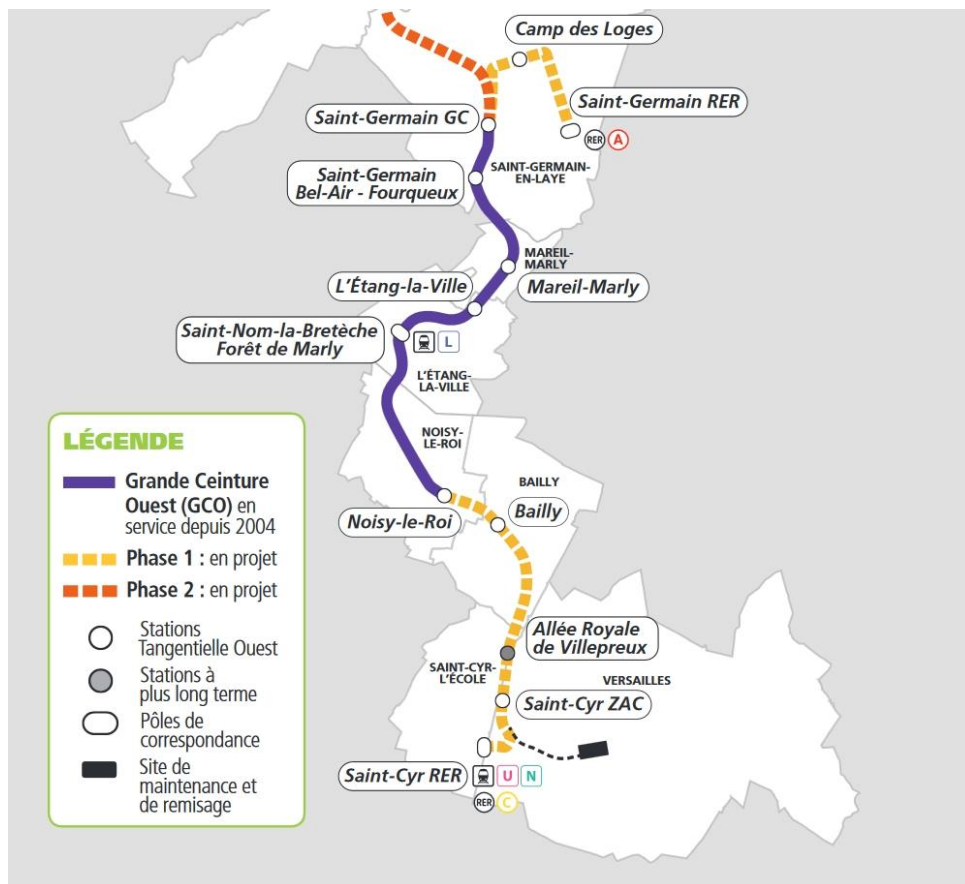 Camp des Loges
Saint-Germain RER
RER A
Saint-Germain GC
SAINT-GERMAIN-
EN-LAYE
Saint-Germain
Bel-Air - Fourqueux
MAREIL-
MARLY
Mareil-Marly
L'Étang-la-Ville
Saint-Nom-la-Bretèche
Forêt de Marly
L
L'ÉTANG-
LA-VILLE
NOISY-
LE-ROI
BAILLY
Bailly
Noisy-le-Roi
Allée Royale
de Villepreux
SAINT-CYR-
L'ÉCOLE
VERSAILLES
Saint-Cyr ZAC
Saint-Cyr RER
U N
RER C
LÉGENDE
Grande Ceinture
Ouest (GCO) en
service depuis 2004
Phase 1 : en projet
Phase 2 : en projet
Stations
Tangentielle Ouest
Stations à
plus long terme
Pôles de
correspondance
Site de
maintenance et
de remisage